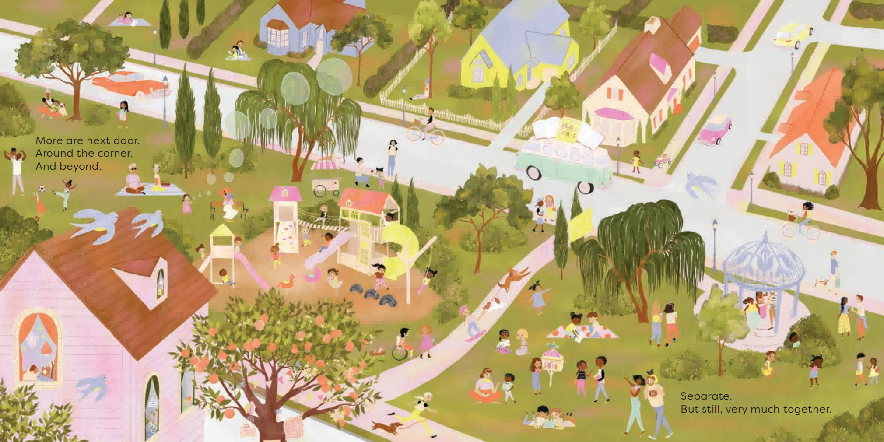 More are next door.
Around the corner.
And beyond.
Separate.
But still, very much together.